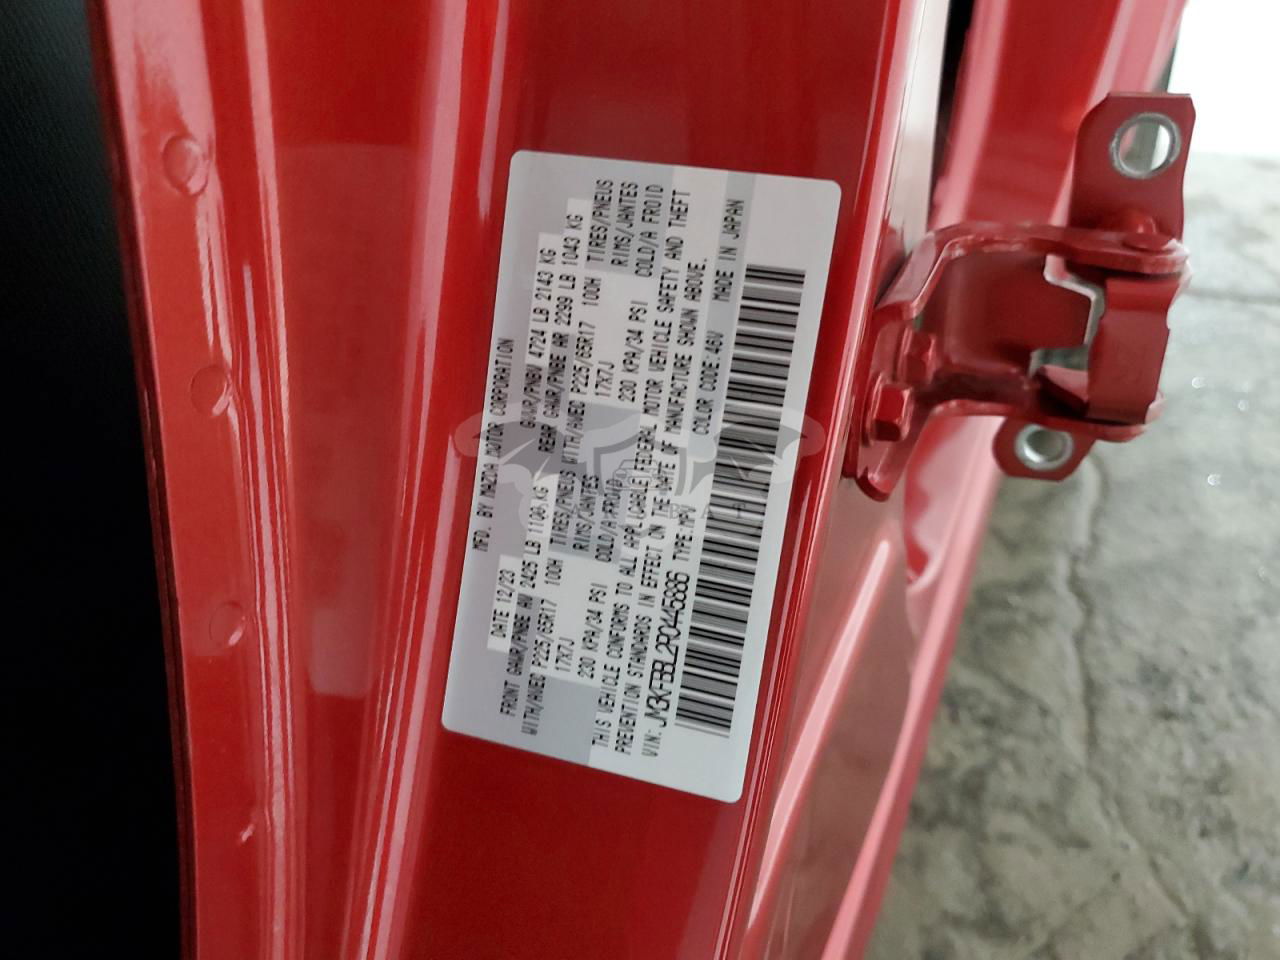 MFD. BY MAZDA MOTOR CORPORATION
DATE 12/23 GVWR/PNBV 4724 LB 2143 KG
FRONT GAWR/PNBE AV 2425 LB 1100 KG REAR GAWR/PNBE AR 2299 LB 1043 KG
WITH/AVEC P225/65R17 100H TIRES/PNEUS WITH/AVEC P225/65R17 100H TIRES/PNEUS
17X7J RIMS/JANTES 17X7J RIMS/JANTES
230 KPA/34 PSI COLD/A FROID 230 KPA/34 PSI COLD/A FROID
THIS VEHICLE CONFORMS TO ALL APPLICABLE FEDERAL MOTOR VEHICLE SAFETY AND THEFT
PREVENTION STANDARDS IN EFFECT IN THE DATE OF MANUFACTURE SHOWN ABOVE.
VIN: JM3KFBBL2R0445886 TYPE:MPV COLOR CODE:46V MADE IN JAPAN